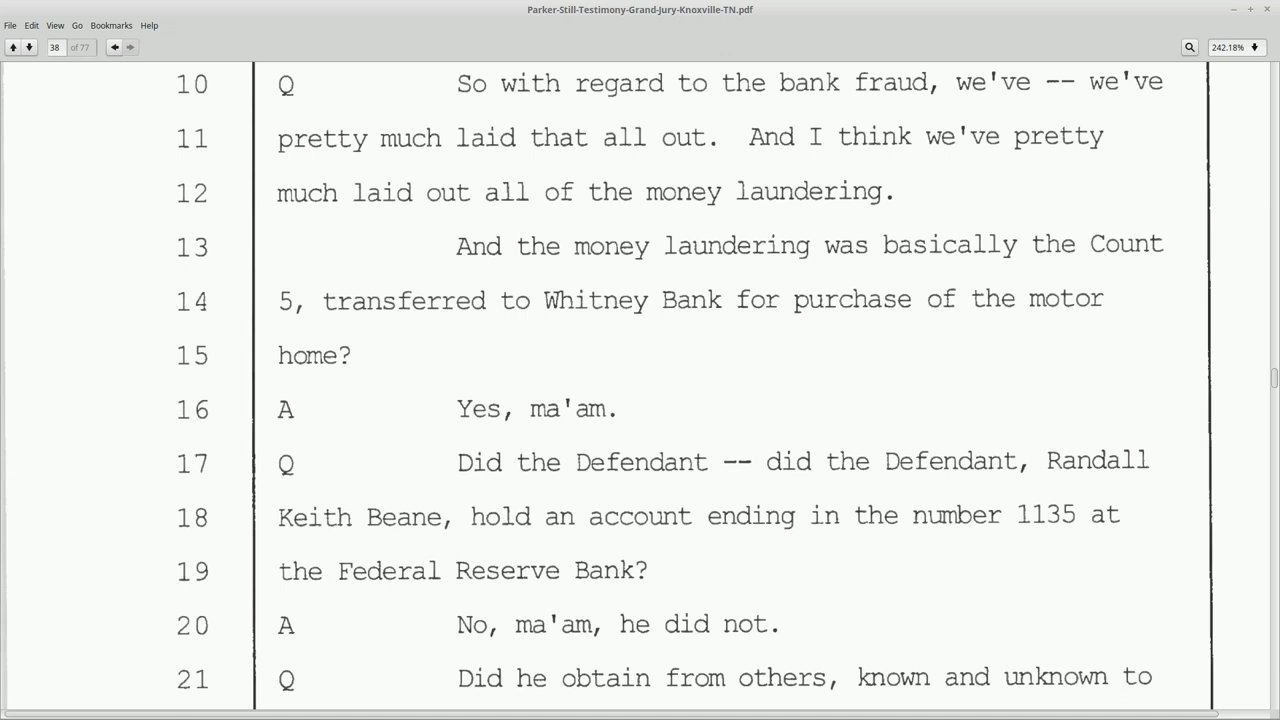 Parker-Still-Testimony-Grand-Jury-Knoxville-TN.pdf
File Edit View Go Bookmarks Help
38 of 77 242.18%
10 Q So with regard to the bank fraud, we've -- we've
11 pretty much laid that all out. And I think we've pretty
12 much laid out all of the money laundering.
13 And the money laundering was basically the Count
14 5, transferred to Whitney Bank for purchase of the motor
15 home?
16 A Yes, ma'am.
17 Q Did the Defendant -- did the Defendant, Randall
18 Keith Beane, hold an account ending in the number 1135 at
19 the Federal Reserve Bank?
20 A No, ma'am, he did not.
21 Q Did he obtain from others, known and unknown to